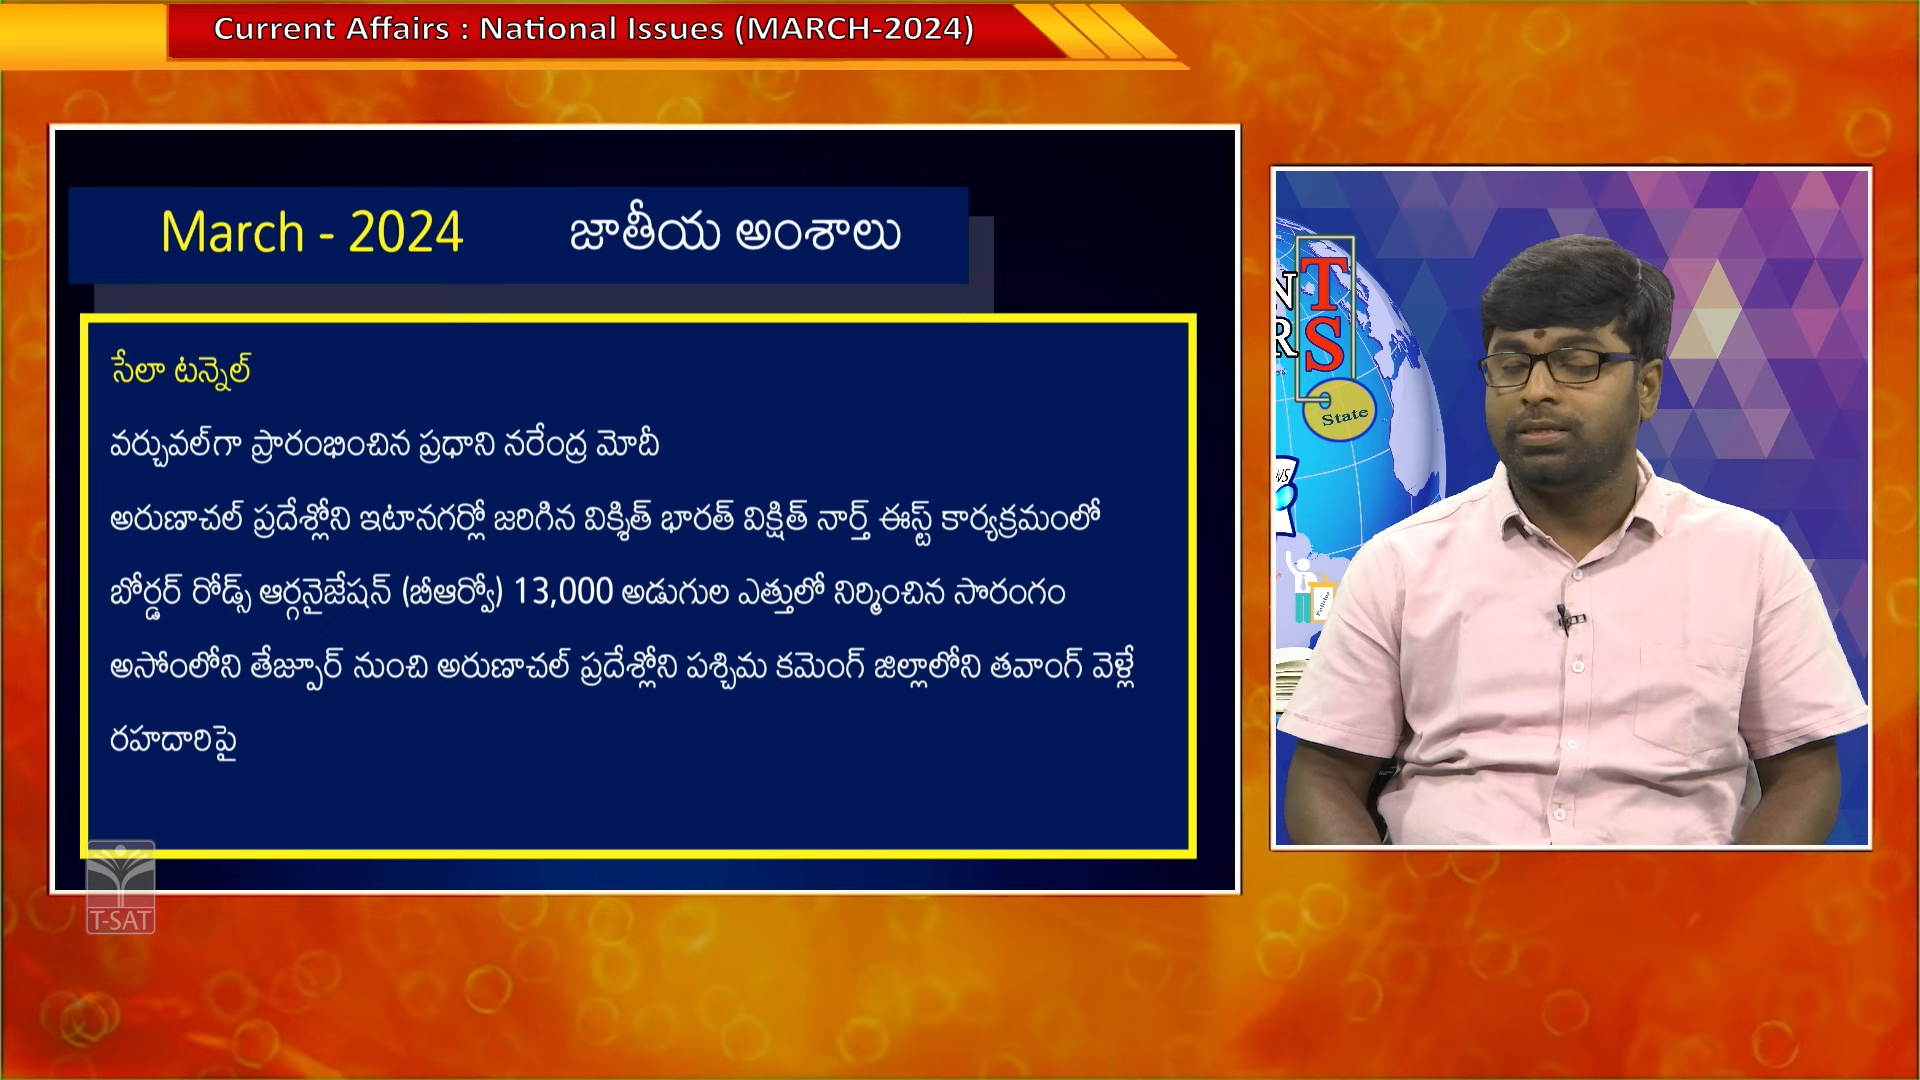 Current Affairs : National Issues (MARCH-2024)
March - 2024 జాతీయ అంశాలు
సేలా టన్నెల్
వర్చువల్‌గా ప్రారంభించిన ప్రధాని నరేంద్ర మోదీ
అరుణాచల్ ప్రదేశ్లోని ఇటానగర్లో జరిగిన విక్శిత్ భారత్ విక్షిత్ నార్త్ ఈస్ట్ కార్యక్రమంలో
బోర్డర్ రోడ్స్ ఆర్గనైజేషన్ (బీఆర్వో) 13,000 అడుగుల ఎత్తులో నిర్మించిన సొరంగం
అసోంలోని తేజ్పూర్ నుంచి అరుణాచల్ ప్రదేశ్లోని పశ్చిమ కమెంగ్ జిల్లాలోని తవాంగ్ వెళ్లే
రహదారిపై
T-SAT
N
R
TS
State